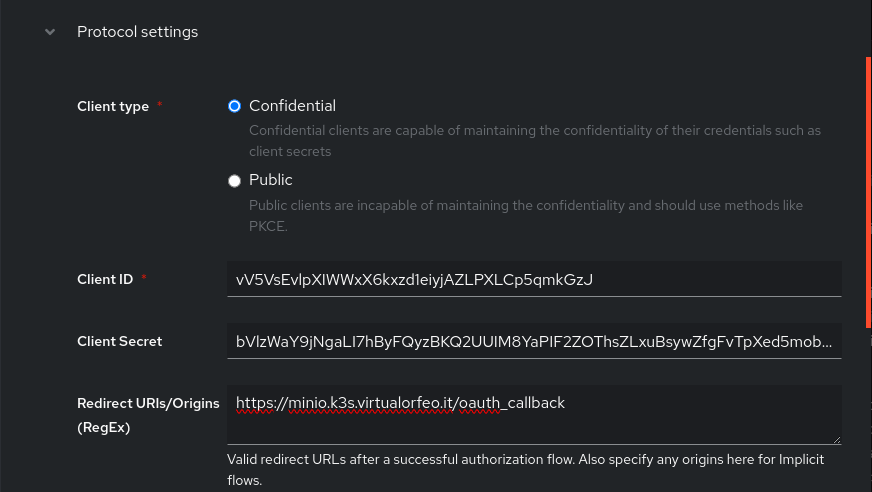 Protocol settings
Client type *
Confidential
Confidential clients are capable of maintaining the confidentiality of their credentials such as
client secrets
Public
Public clients are incapable of maintaining the confidentiality and should use methods like
PKCE.
Client ID *
vV5VsEvlpXIWWxX6kxzd1eiyjAZLPXLCp5qmkGzJ
Client Secret
bVlzWaY9jNgaLI7hByFQyzBKQ2UUIM8YaPIF2ZOThsZLxuBsywZfgFvTpXed5mob...
Redirect URIs/Origins
(RegEx)
https://minio.k3s.virtualorfeo.it/oauth_callback
Valid redirect URLs after a successful authorization flow. Also specify any origins here for Implicit
flows.